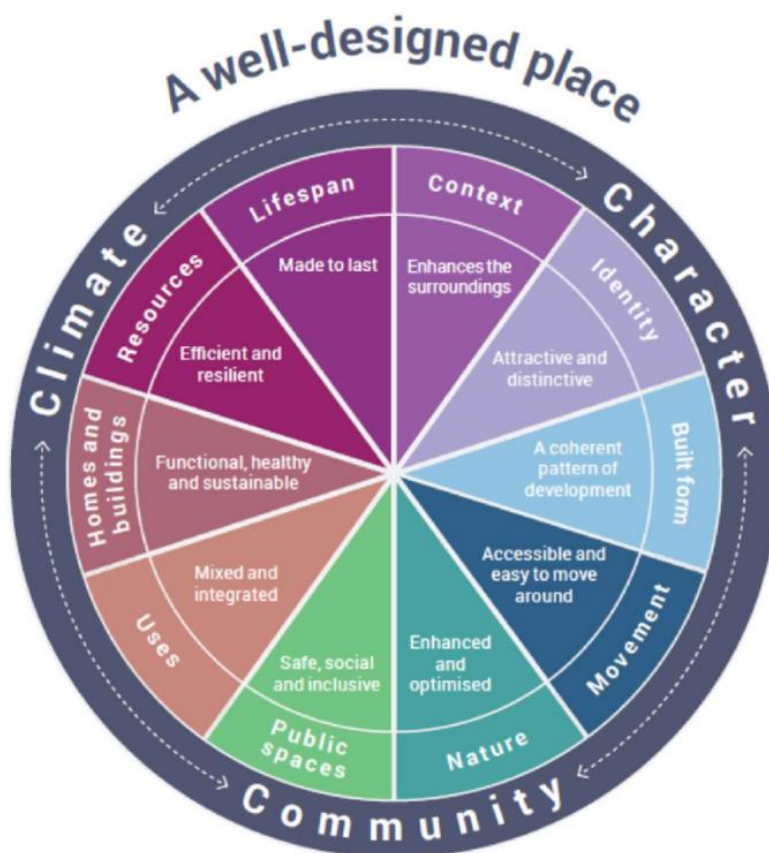 A well-designed place
Climate
Character
Community
Context
Enhances the
surroundings
Identity
Attractive and
distinctive
Built form
A coherent
pattern of
development
Movement
Accessible and
easy to move
around
Nature
Enhanced
and
optimised
Public
spaces
Safe, social
and inclusive
Uses
Mixed and
integrated
Homes and
buildings
Functional, healthy
and sustainable
Resources
Efficient and
resilient
Lifespan
Made to last